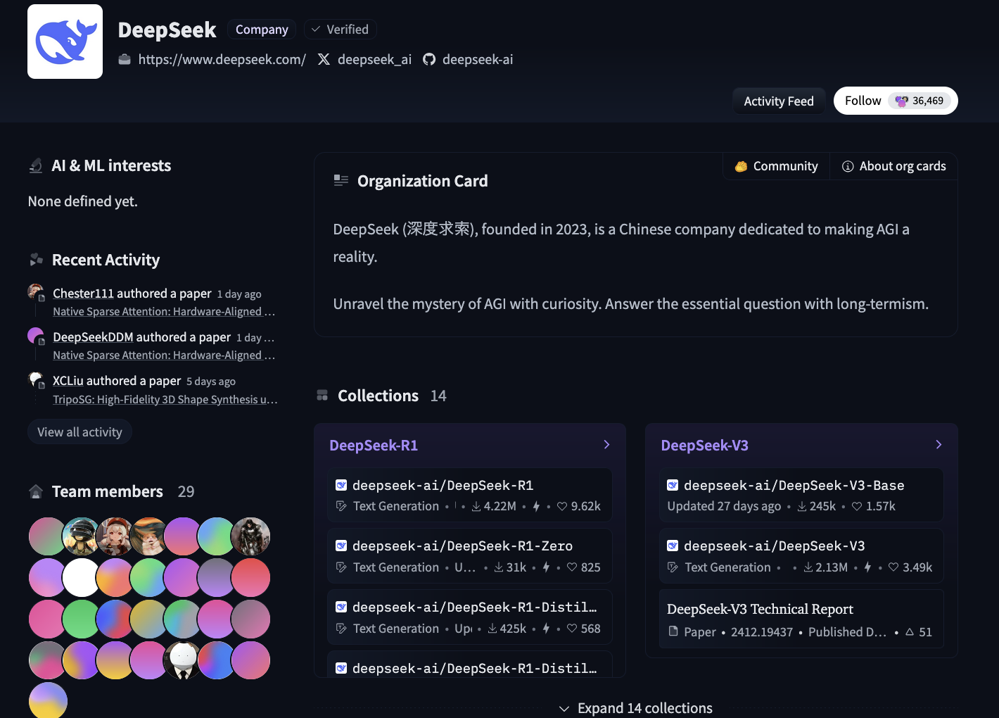 DeepSeek Company Verified
https://www.deepseek.com/ deepseek_ai deepseek-ai
Activity Feed Follow 36,469
AI & ML interests
None defined yet.
Recent Activity
Chester111 authored a paper 1 day ago
Native Sparse Attention: Hardware-Aligned …
DeepSeekDDM authored a paper 1 day …
Native Sparse Attention: Hardware-Aligned …
XCLiu authored a paper 5 days ago
TripoSG: High-Fidelity 3D Shape Synthesis u…
View all activity
Team members 29
Community About org cards
Organization Card
DeepSeek (深度求索), founded in 2023, is a Chinese company dedicated to making AGI a
reality.
Unravel the mystery of AGI with curiosity. Answer the essential question with long-termism.
Collections 14
DeepSeek-R1
deepseek-ai/DeepSeek-R1
Text Generation • • 4.22M • • 9.62k
deepseek-ai/DeepSeek-R1-Zero
Text Generation • U… • 31k • • 825
deepseek-ai/DeepSeek-R1-Distil…
Text Generation • Up • 425k • • 568
deepseek-ai/DeepSeek-R1-Distil…
DeepSeek-V3
deepseek-ai/DeepSeek-V3-Base
Updated 27 days ago • 245k • 1.57k
deepseek-ai/DeepSeek-V3
Text Generation • • 2.13M • • 3.49k
DeepSeek-V3 Technical Report
Paper • 2412.19437 • Published D… • 51
Expand 14 collections